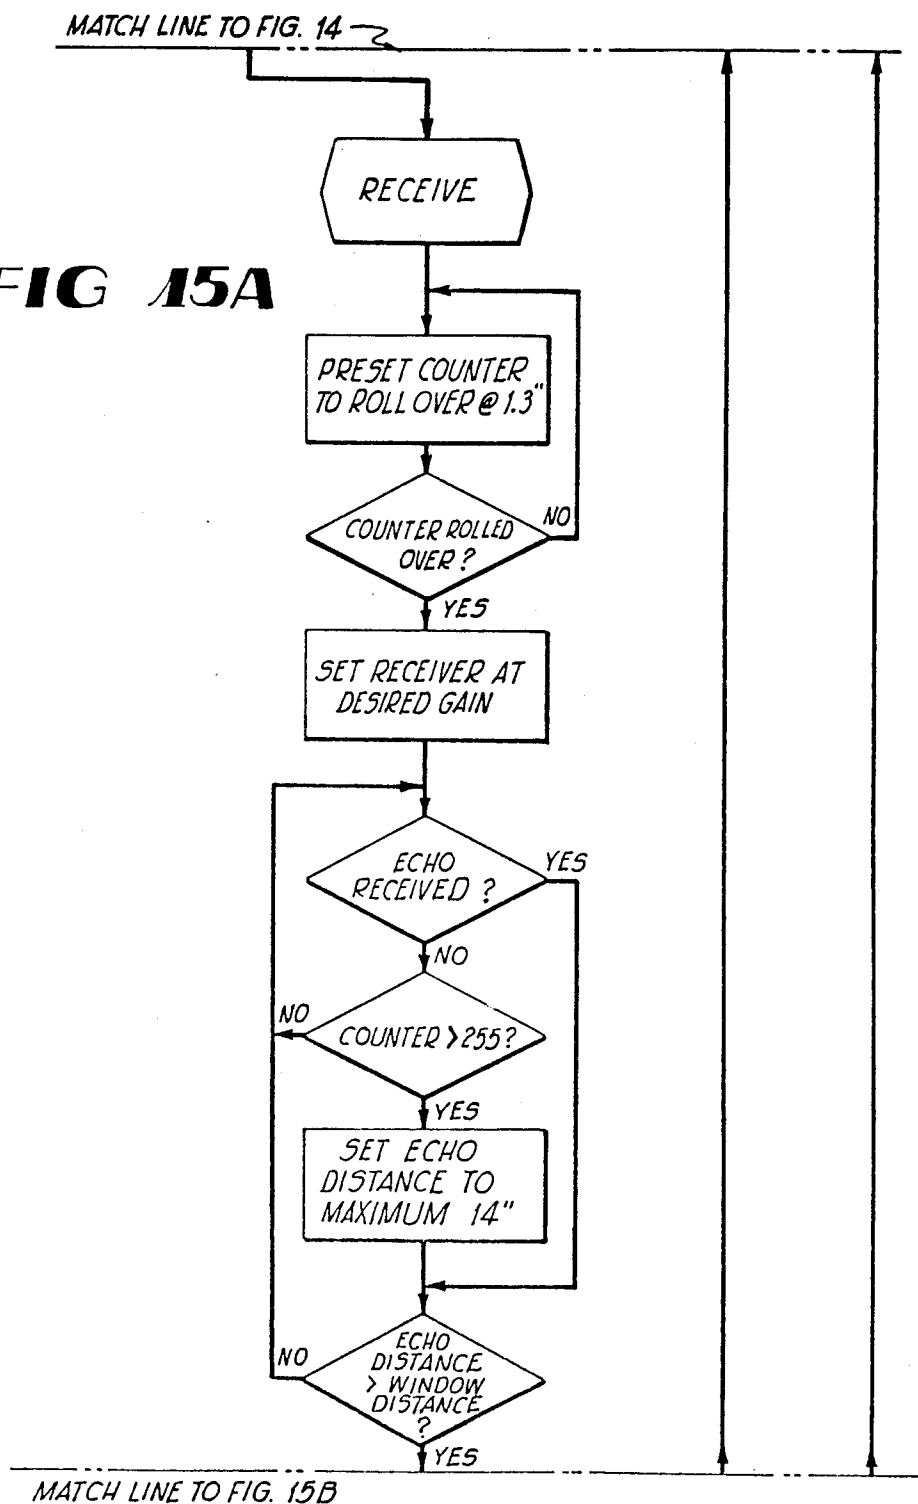 MATCH LINE TO FIG. 14
RECEIVE
FIG 15A
PRESET COUNTER
TO ROLL OVER @ 1.3"
COUNTER ROLLED
OVER?
NO
YES
SET RECEIVER AT
DESIRED GAIN
ECHO
RECEIVED?
YES
NO
COUNTER >255?
NO
YES
SET ECHO
DISTANCE TO
MAXIMUM 14"
ECHO
DISTANCE
> WINDOW
DISTANCE
?
NO
YES
MATCH LINE TO FIG. 15B